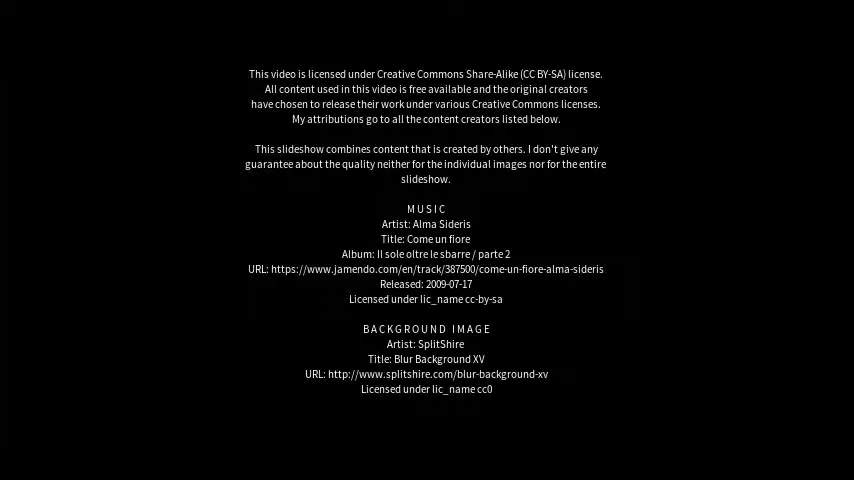 This video is licensed under Creative Commons Share-Alike (CC BY-SA) license.
All content used in this video is free available and the original creators
have chosen to release their work under various Creative Commons licenses.
My attributions go to all the content creators listed below.
This slideshow combines content that is created by others. I don't give any
guarantee about the quality neither for the individual images nor for the entire
slideshow.
MUSIC
Artist: Alma Sideris
Title: Come un fiore
Album: Il sole oltre le sbarre / parte 2
URL: https://www.jamendo.com/en/track/387500/come-un-fiore-alma-sideris
Released: 2009-07-17
Licensed under lic_name cc-by-sa
BACKGROUND IMAGE
Artist: SplitShire
Title: Blur Background XV
URL: http://www.splitshire.com/blur-background-xv
Licensed under lic_name cc0